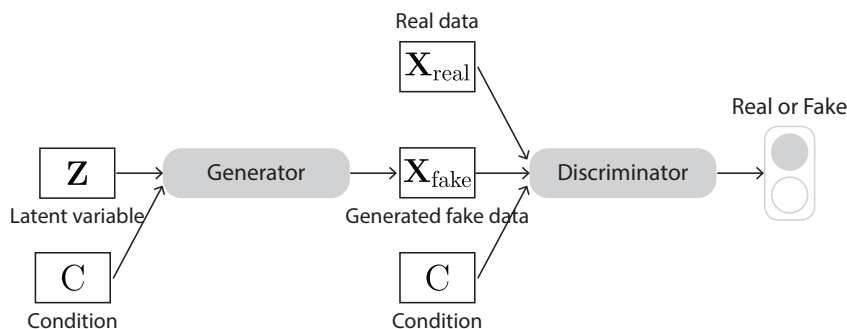 Real data
X_real
Real or Fake
Z
Generator
X_fake
Discriminator
Latent variable
Generated fake data
C
C
Condition
Condition